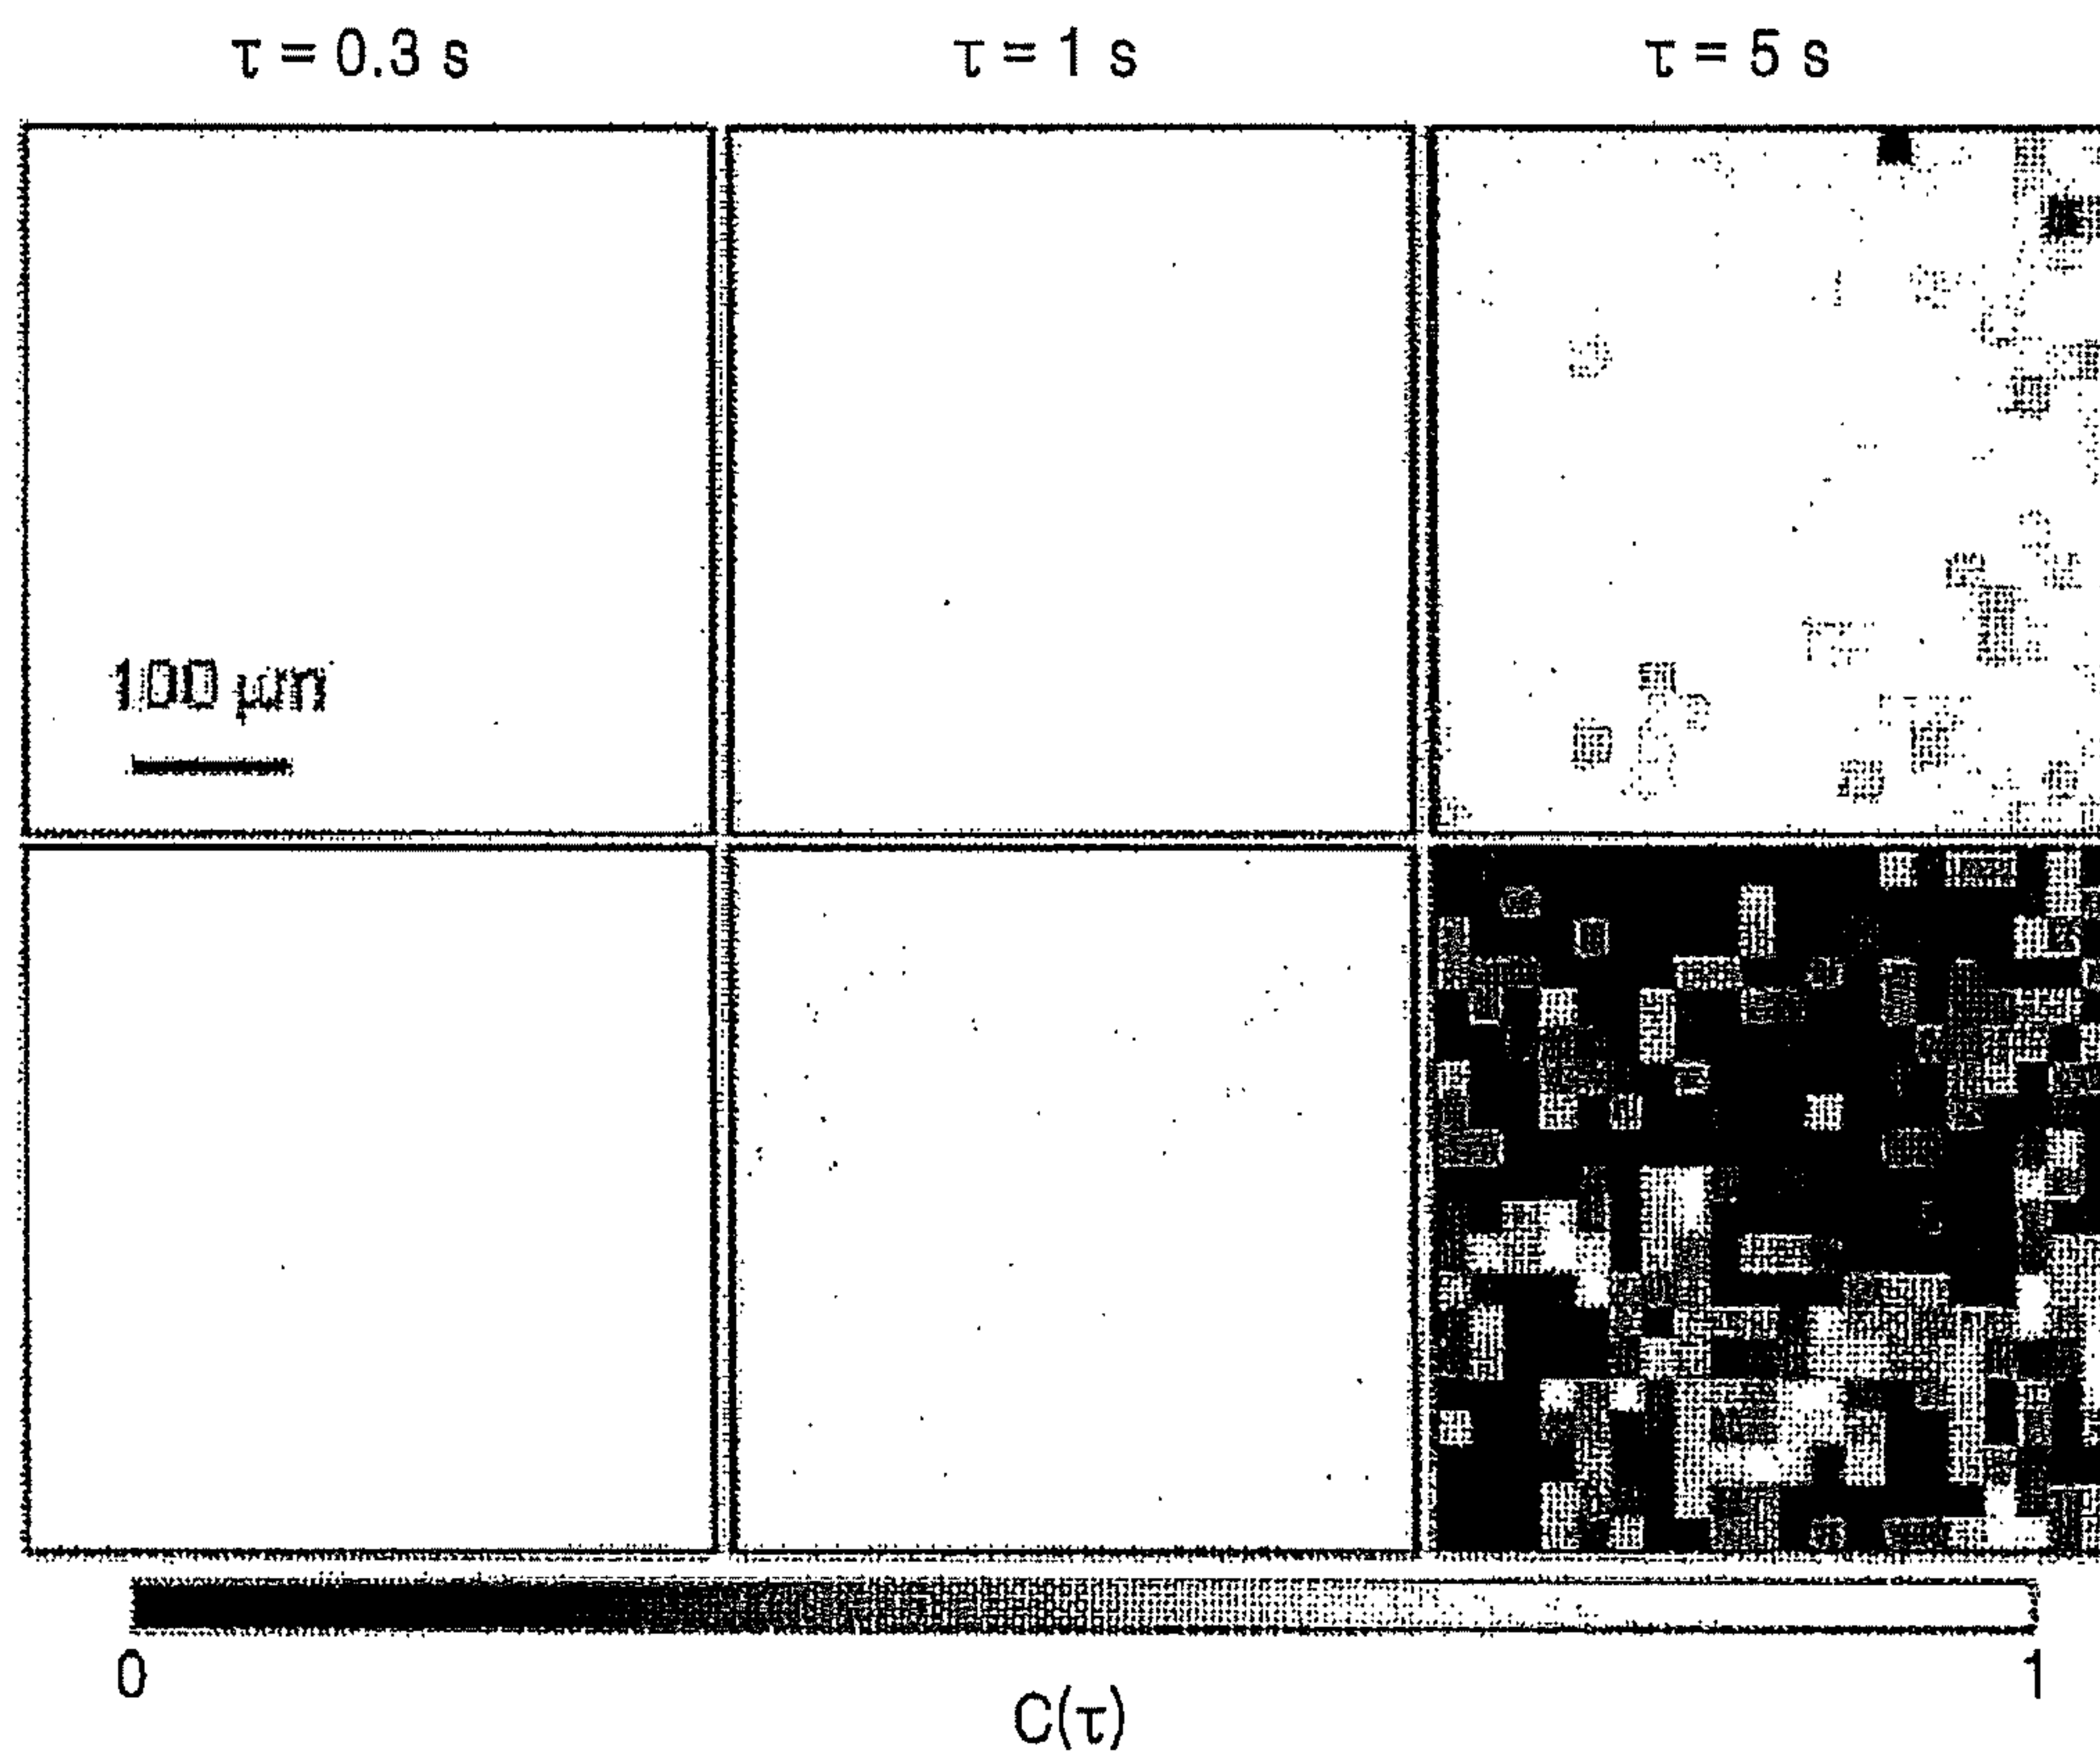 τ = 0.3 s τ = 1 s τ = 5 s
100 μm
0 1
C(τ)